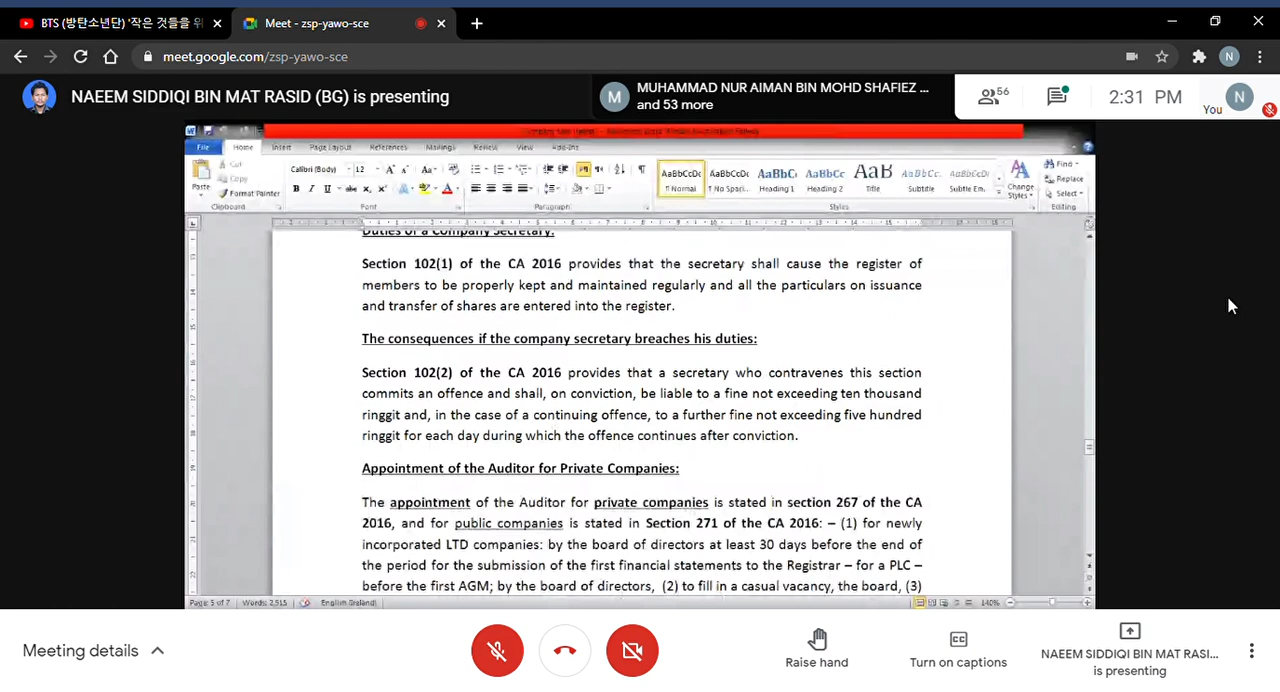 BTS (방탄소년단) '작은 것들을 위
Meet - zsp-yawo-sce
meet.google.com/zsp-yawo-sce
N
NAEEM SIDDIQI BIN MAT RASID (BG) is presenting
M
MUHAMMAD NUR AIMAN BIN MOHD SHAFIEZ ...
and 53 more
56
2:31 PM
You
N
File Home Insert Page Layout References Mailings Review View Add-Ins
Paste
Cut
Copy
Format Painter
Clipboard
Calibri (Body) 12
Font
Paragraph
AaBbCcDc AaBbCcDc AaBbC AaBbCc AaB AaBbCc. AaBbCcD
¶ Normal ¶ No Spaci... Heading 1 Heading 2 Title Subtitle Subtle Em...
Styles
Change
Styles
Find
Replace
Select
Editing
Duties of a Company Secretary:
Section 102(1) of the CA 2016 provides that the secretary shall cause the register of
members to be properly kept and maintained regularly and all the particulars on issuance
and transfer of shares are entered into the register.
The consequences if the company secretary breaches his duties:
Section 102(2) of the CA 2016 provides that a secretary who contravenes this section
commits an offence and shall, on conviction, be liable to a fine not exceeding ten thousand
ringgit and, in the case of a continuing offence, to a further fine not exceeding five hundred
ringgit for each day during which the offence continues after conviction.
Appointment of the Auditor for Private Companies:
The appointment of the Auditor for private companies is stated in section 267 of the CA
2016, and for public companies is stated in Section 271 of the CA 2016: – (1) for newly
incorporated LTD companies: by the board of directors at least 30 days before the end of
the period for the submission of the first financial statements to the Registrar – for a PLC –
before the first AGM; by the board of directors, (2) to fill in a casual vacancy, the board, (3)
Page 5 of 7 Words: 2,515 English (Ireland) 140%
Meeting details
Raise hand
Turn on captions
NAEEM SIDDIQI BIN MAT RASI...
is presenting